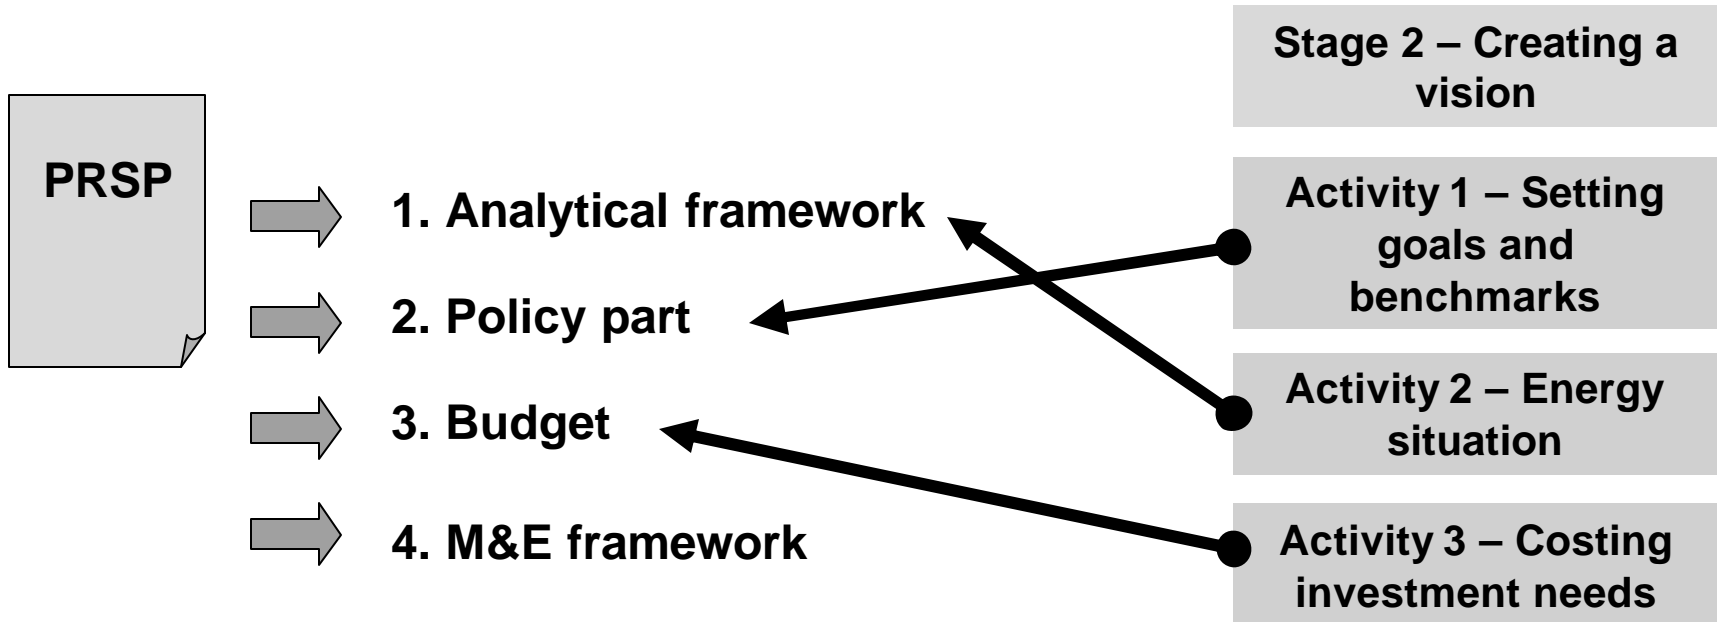 PRSP
1. Analytical framework
2. Policy part
3. Budget
4. M&E framework
Stage 2 – Creating a
vision
Activity 1 – Setting
goals and
benchmarks
Activity 2 – Energy
situation
Activity 3 – Costing
investment needs